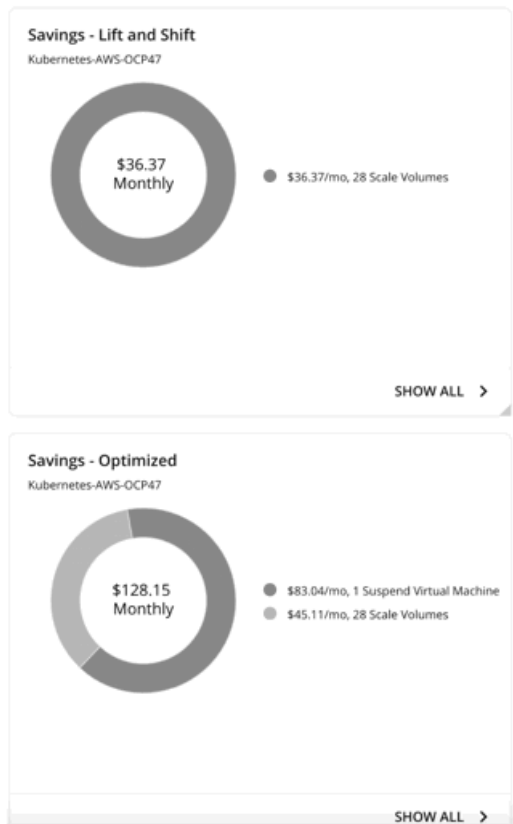 Savings - Lift and Shift
Kubernetes-AWS-OCP47
$36.37
Monthly
$36.37/mo, 28 Scale Volumes
SHOW ALL
Savings - Optimized
Kubernetes-AWS-OCP47
$128.15
Monthly
$83.04/mo, 1 Suspend Virtual Machine
$45.11/mo, 28 Scale Volumes
SHOW ALL